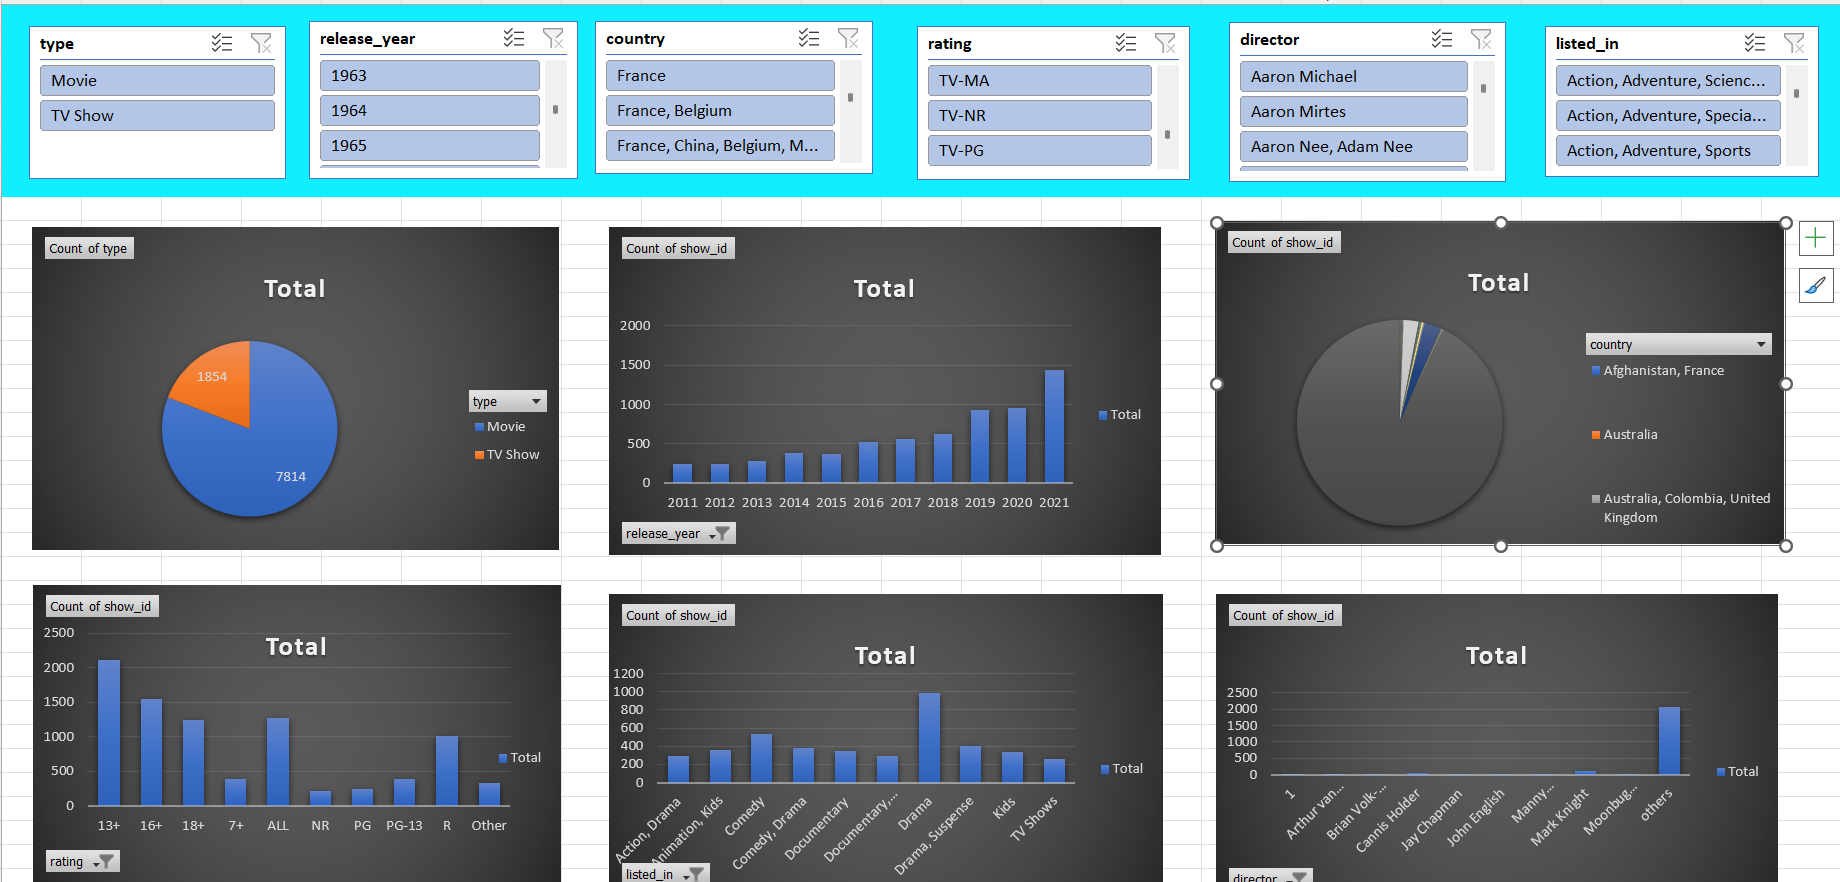 type
Movie
TV Show
release_year
1963
1964
1965
country
France
France, Belgium
France, China, Belgium, M...
rating
TV-MA
TV-NR
TV-PG
director
Aaron Michael
Aaron Mirtes
Aaron Nee, Adam Nee
listed_in
Action, Adventure, Scienc...
Action, Adventure, Specia...
Action, Adventure, Sports
Count of type
Total
1854
7814
type
Movie
TV Show
Count of show_id
Total
2000
1500
1000
500
0
2011 2012 2013 2014 2015 2016 2017 2018 2019 2020 2021
Total
release_year
Count of show_id
Total
country
Afghanistan, France
Australia
Australia, Colombia, United
Kingdom
Count of show_id
Total
2500
2000
1500
1000
500
0
13+ 16+ 18+ 7+ ALL NR PG PG-13 R Other
Total
rating
Count of show_id
Total
1200
1000
800
600
400
200
0
Action, Drama
Animation, Kids
Comedy
Comedy, Drama
Documentary
Documentary,...
Drama
Drama, Suspense
Kids
TV Shows
Total
listed_in
Count of show_id
Total
2500
2000
1500
1000
500
0
1
Arthur van...
Brian Volk-...
Cannis Holder
Jay Chapman
John English
Manny...
Mark Knight
Moonbug...
others
Total
director